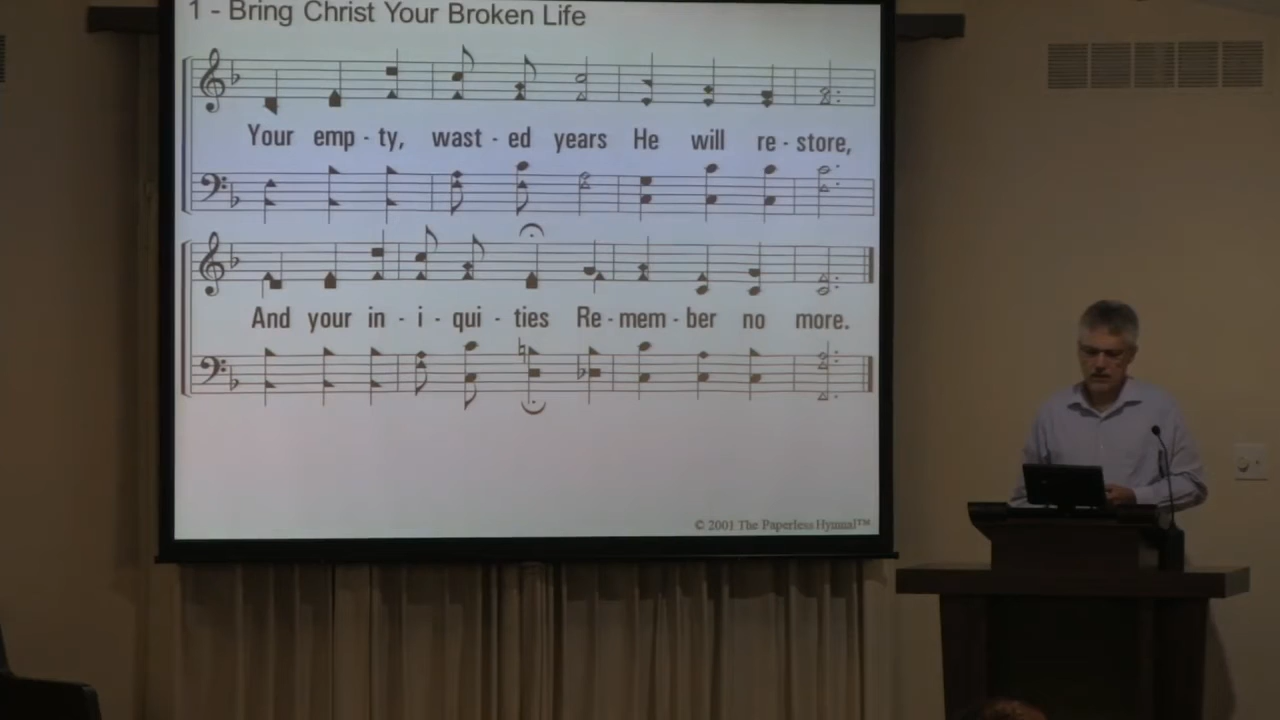 1 - Bring Christ Your Broken Life
Your emp - ty, wast - ed years He will re - store,
And your in - i - qui - ties Re - mem - ber no more.
© 2001 The Paperless Hymnal™